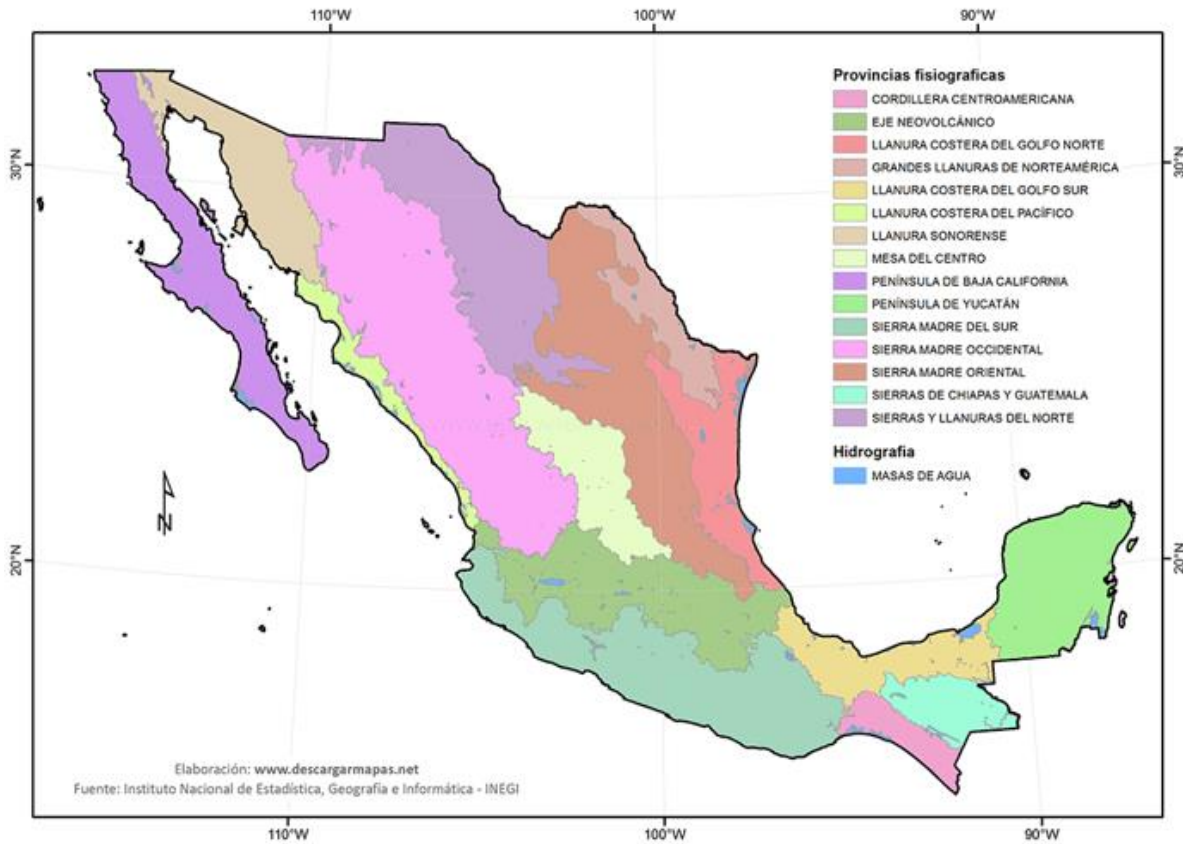 110°W
100°W
90°W
30°N
30°N
20°N
20°N
Provincias fisiograficas
CORDILLERA CENTROAMERICANA
EJE NEOVOLCÁNICO
LLANURA COSTERA DEL GOLFO NORTE
GRANDES LLANURAS DE NORTEAMÉRICA
LLANURA COSTERA DEL GOLFO SUR
LLANURA COSTERA DEL PACÍFICO
LLANURA SONORENSE
MESA DEL CENTRO
PENÍNSULA DE BAJA CALIFORNIA
PENÍNSULA DE YUCATÁN
SIERRA MADRE DEL SUR
SIERRA MADRE OCCIDENTAL
SIERRA MADRE ORIENTAL
SIERRAS DE CHIAPAS Y GUATEMALA
SIERRAS Y LLANURAS DEL NORTE
Hidrografia
MASAS DE AGUA
N
Elaboración: www.descargarmapas.net
Fuente: Instituto Nacional de Estadística, Geografía e Informática - INEGI
110°W
100°W
90°W